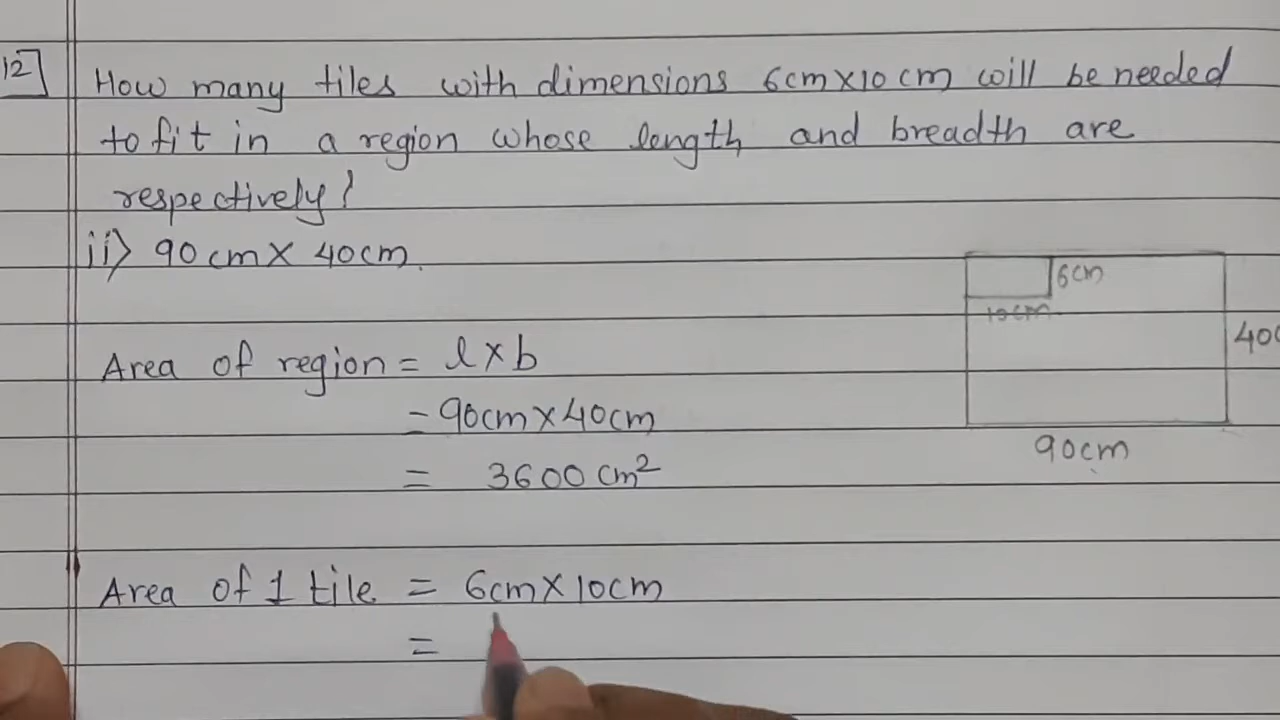 12
How many tiles with dimensions 6cm×10cm will be needed
to fit in a region whose length and breadth are
respectively?
ii) 90cm × 40cm.
6cm
10cm
40
90cm
Area of region = l×b
= 90cm×40cm
= 3600 cm²
Area of 1 tile = 6cm×10cm
=